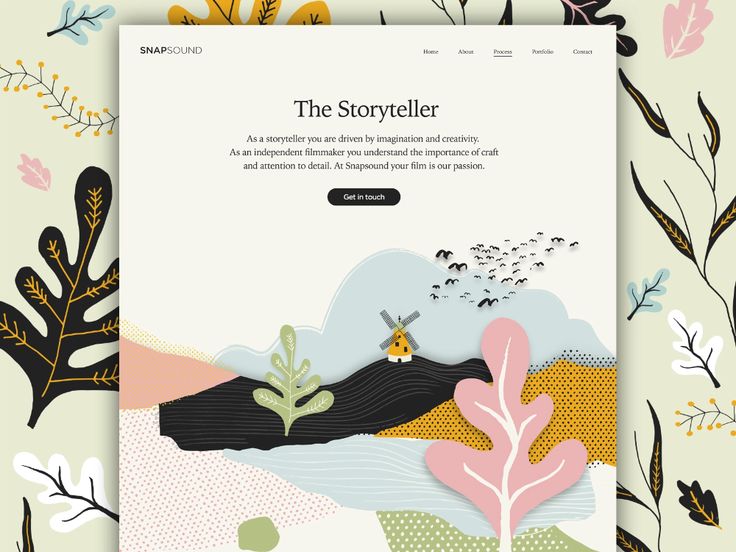 SNAPSOUND
Home About Process Portfolio Contact
The Storyteller
As a storyteller you are driven by imagination and creativity.
As an independent filmmaker you understand the importance of craft
and attention to detail. At Snapsound your film is our passion.
Get in touch